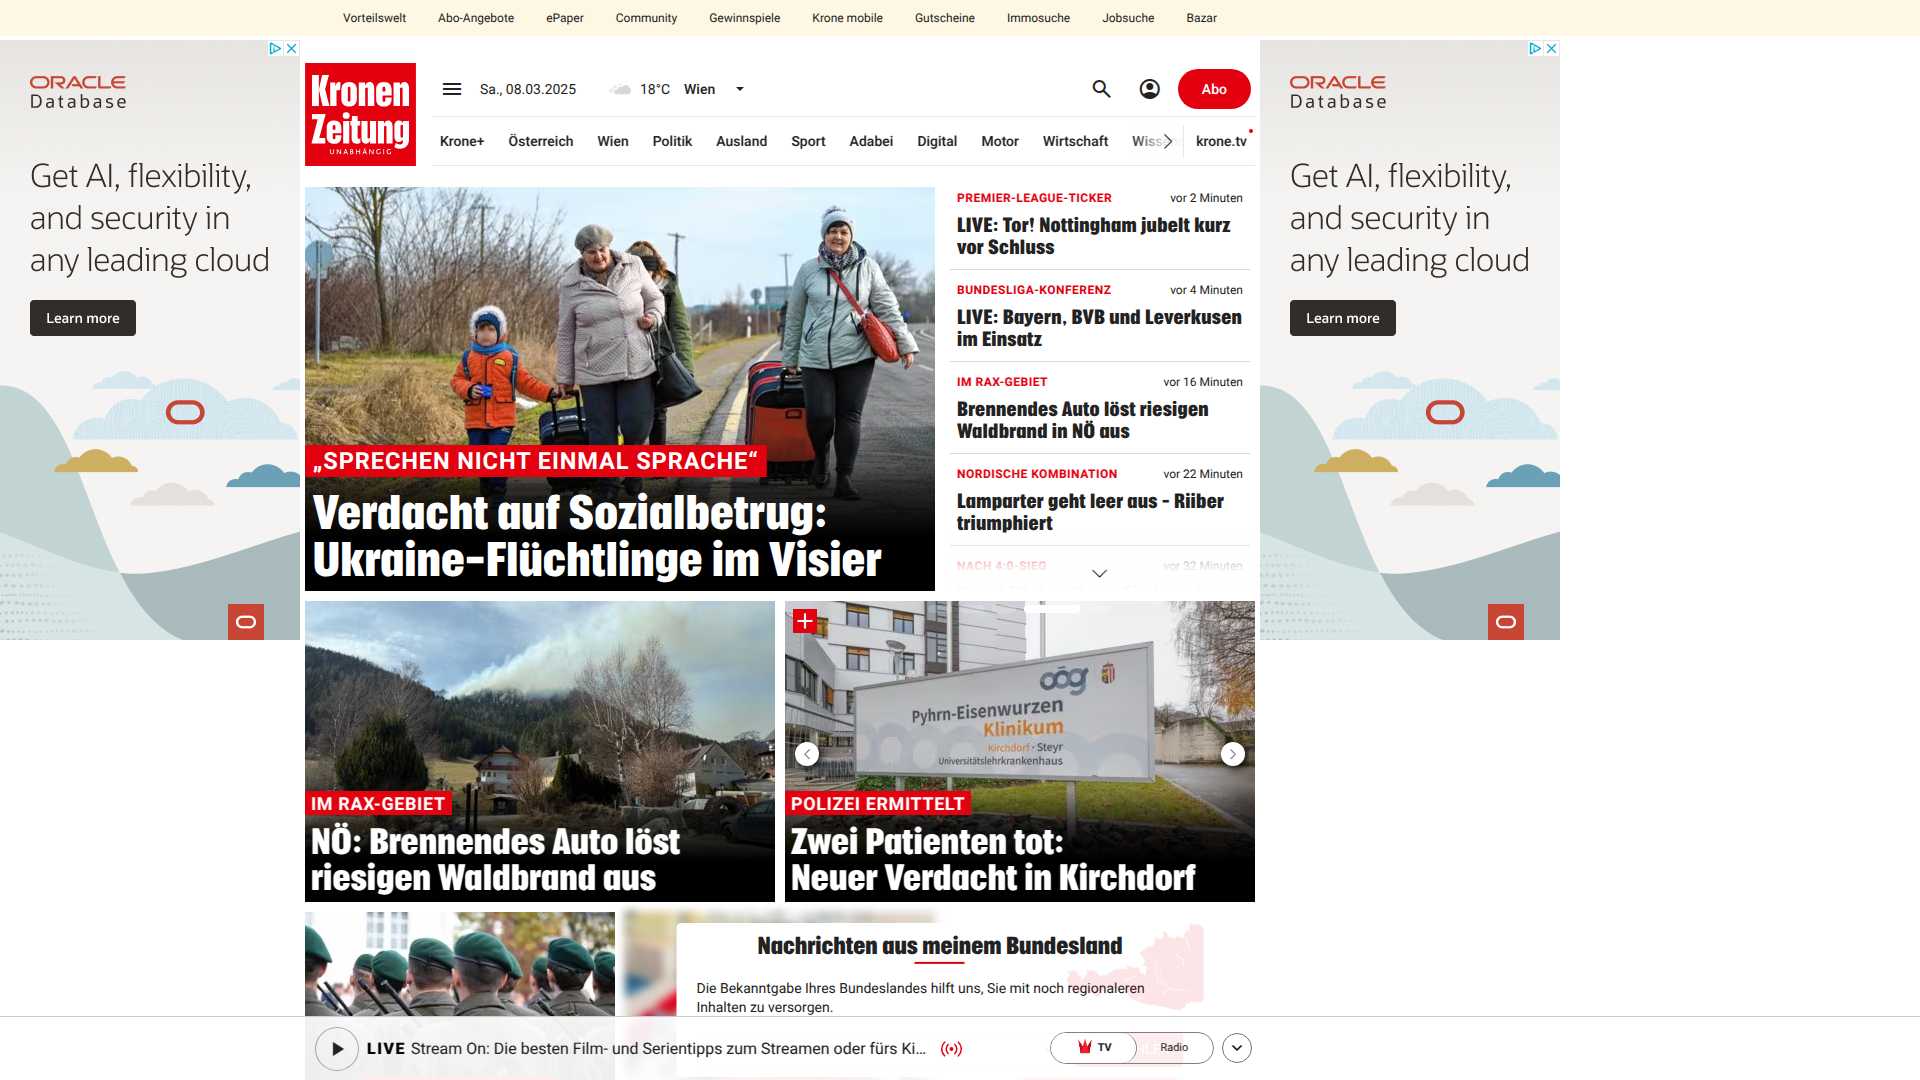 Vorteilswelt Abo-Angebote ePaper Community Gewinnspiele Krone mobile Gutscheine Immosuche Jobsuche Bazar
ORACLE
Database
Get AI, flexibility,
and security in
any leading cloud
Learn more
Kronen
Zeitung
UNABHÄNGIG
Sa., 08.03.2025 18°C Wien
Abo
Krone+ Österreich Wien Politik Ausland Sport Adabei Digital Motor Wirtschaft krone.tv
„SPRECHEN NICHT EINMAL SPRACHE“
Verdacht auf Sozialbetrug:
Ukraine-Flüchtlinge im Visier
PREMIER-LEAGUE-TICKER vor 2 Minuten
LIVE: Tor! Nottingham jubelt kurz
vor Schluss
BUNDESLIGA-KONFERENZ vor 4 Minuten
LIVE: Bayern, BVB und Leverkusen
im Einsatz
IM RAX-GEBIET vor 16 Minuten
Brennendes Auto löst riesigen
Waldbrand in NÖ aus
NORDISCHE KOMBINATION vor 22 Minuten
Lamparter geht leer aus – Riiber
triumphiert
NACH 4:0-SIEG vor 32 Minuten
ORACLE
Database
Get AI, flexibility,
and security in
any leading cloud
Learn more
IM RAX-GEBIET
NÖ: Brennendes Auto löst
riesigen Waldbrand aus
oög
Pyhrn-Eisenwurzen
Klinikum
Kirchdorf · Steyr
Universitätslehrkrankenhaus
POLIZEI ERMITTELT
Zwei Patienten tot:
Neuer Verdacht in Kirchdorf
Nachrichten aus meinem Bundesland
Die Bekanntgabe Ihres Bundeslandes hilft uns, Sie mit noch regionaleren
Inhalten zu versorgen.
LIVE Stream On: Die besten Film- und Serientipps zum Streamen oder fürs Ki...
TV Radio